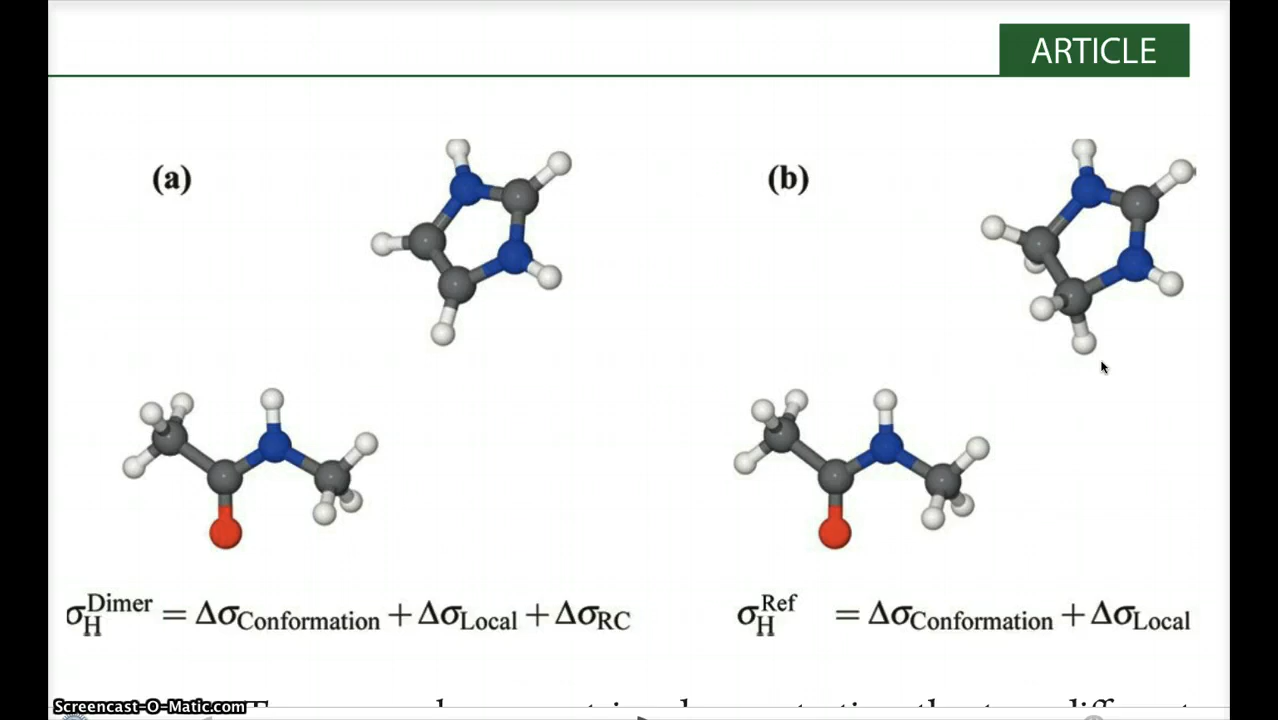 ARTICLE
(a) (b)
σ_H^Dimer = Δσ_Conformation + Δσ_Local + Δσ_RC
σ_H^Ref = Δσ_Conformation + Δσ_Local
Screencast-O-Matic.com